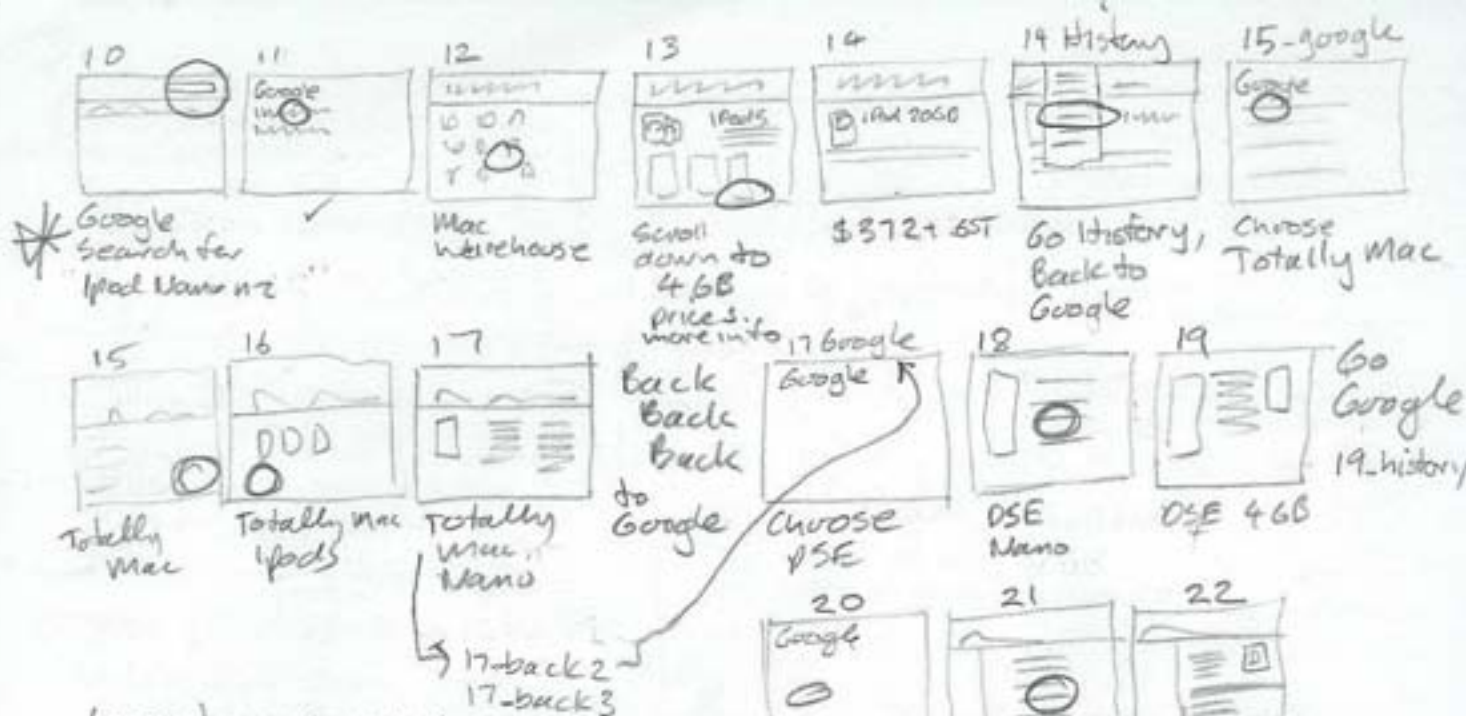 10
11
Google
12
13
iPods
14
iPod 20GB
14 History
15-google
Google
Google
Search for
"Ipod Nano nz"
Mac
Warehouse
Scroll
down to
4GB
prices..
more info
$372+ GST
Go History,
Back to
Google
Choose
Totally Mac
15
16
17
Back
Back
Back
to
Google
17 Google
Google
18
19
Go
Google
19_history
Totally
Mac
Totally Mac
Ipods
Totally
Mac
Nano
Choose
DSE
DSE
Nano
DSE 4GB
17-back2
17-back3
20
Google
21
22